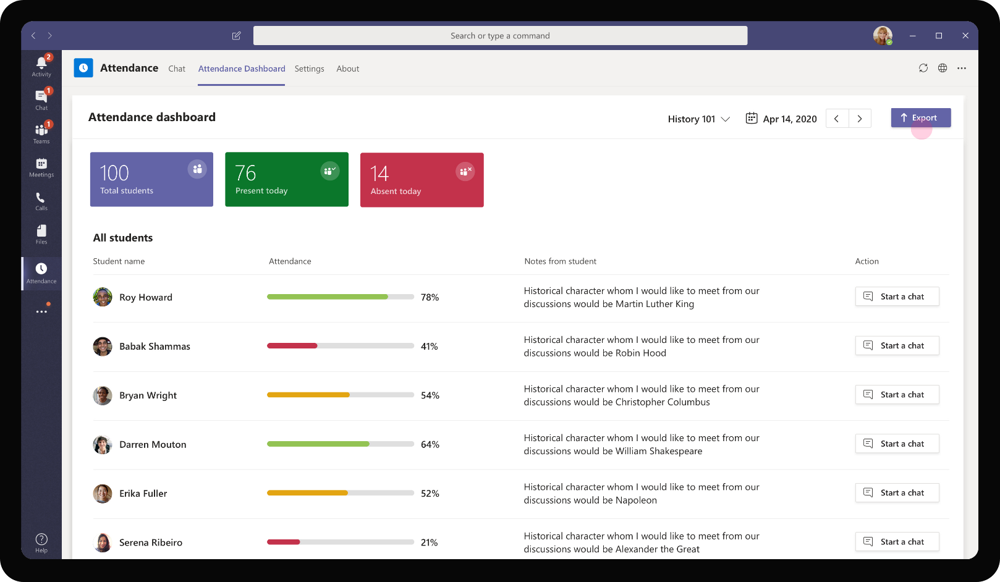 Search or type a command
2
Activity
1
Chat
1
Teams
Meetings
Calls
Files
Attendance
Help
Attendance
Chat
Attendance Dashboard
Settings
About
Attendance dashboard
History 101
Apr 14, 2020
Export
100
Total students
76
Present today
14
Absent today
All students
Student name
Attendance
Notes from student
Action
Roy Howard
78%
Historical character whom I would like to meet from our
discussions would be Martin Luther King
Start a chat
Babak Shammas
41%
Historical character whom I would like to meet from our
discussions would be Robin Hood
Start a chat
Bryan Wright
54%
Historical character whom I would like to meet from our
discussions would be Christopher Columbus
Start a chat
Darren Mouton
64%
Historical character whom I would like to meet from our
discussions would be William Shakespeare
Start a chat
Erika Fuller
52%
Historical character whom I would like to meet from our
discussions would be Napoleon
Start a chat
Serena Ribeiro
21%
Historical character whom I would like to meet from our
discussions would be Alexander the Great
Start a chat